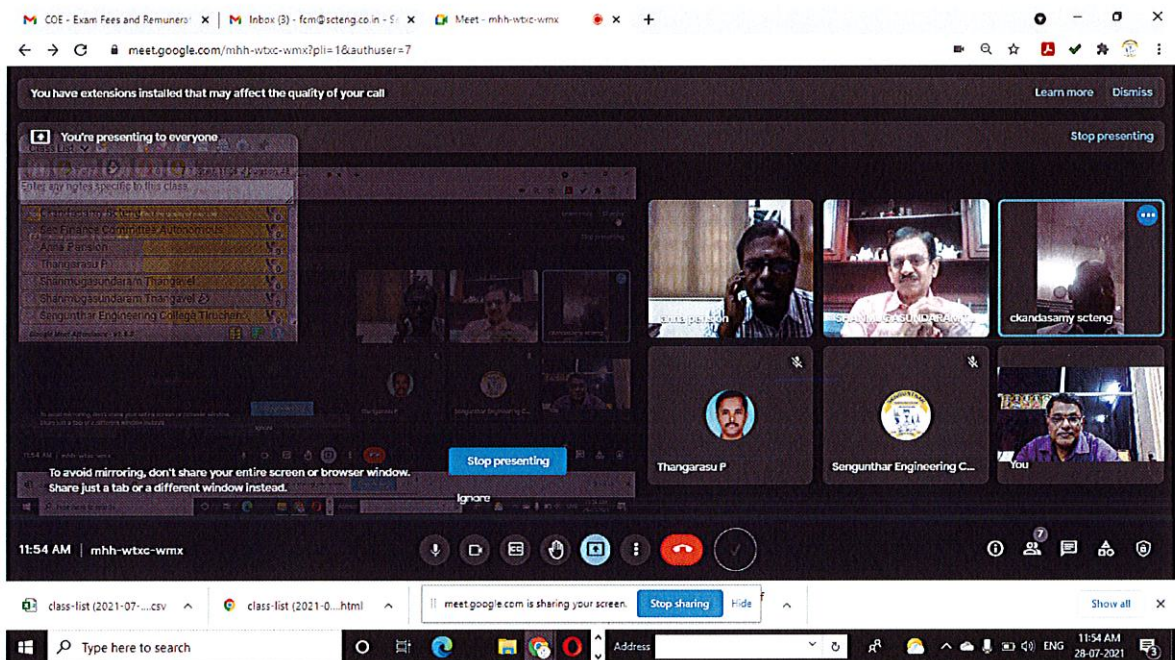 COE - Exam Fees and Remunerat
Inbox (3) - fcm@scteng.co.in - Se
Meet - mhh-wtxc-wmx
meet.google.com/mhh-wtxc-wmx?pli=1&authuser=7
You have extensions installed that may affect the quality of your call
Learn more Dismiss
You're presenting to everyone
Stop presenting
Class List
Enter any notes specific to this class
Sec Finance Committee Autonomous
Anna Pension
Thangarasu P
Shanmugasundaram Thangavel
Shanmugasundaram Thangavel
Sengunthar Engineering College Tiruchen
Google Meet Attendance
anna pension
ckandasamy scteng
Thangarasu P
Sengunthar Engineering C...
You
To avoid mirroring, don't share your entire screen or browser window.
Share just a tab or a different window instead.
Stop presenting
Ignore
11:54 AM | mhh-wtxc-wmx
7
class-list (2021-07-....csv
class-list (2021-0....html
meet.google.com is sharing your screen.
Stop sharing
Hide
Show all
Type here to search
Address
ENG
11:54 AM
28-07-2021
3